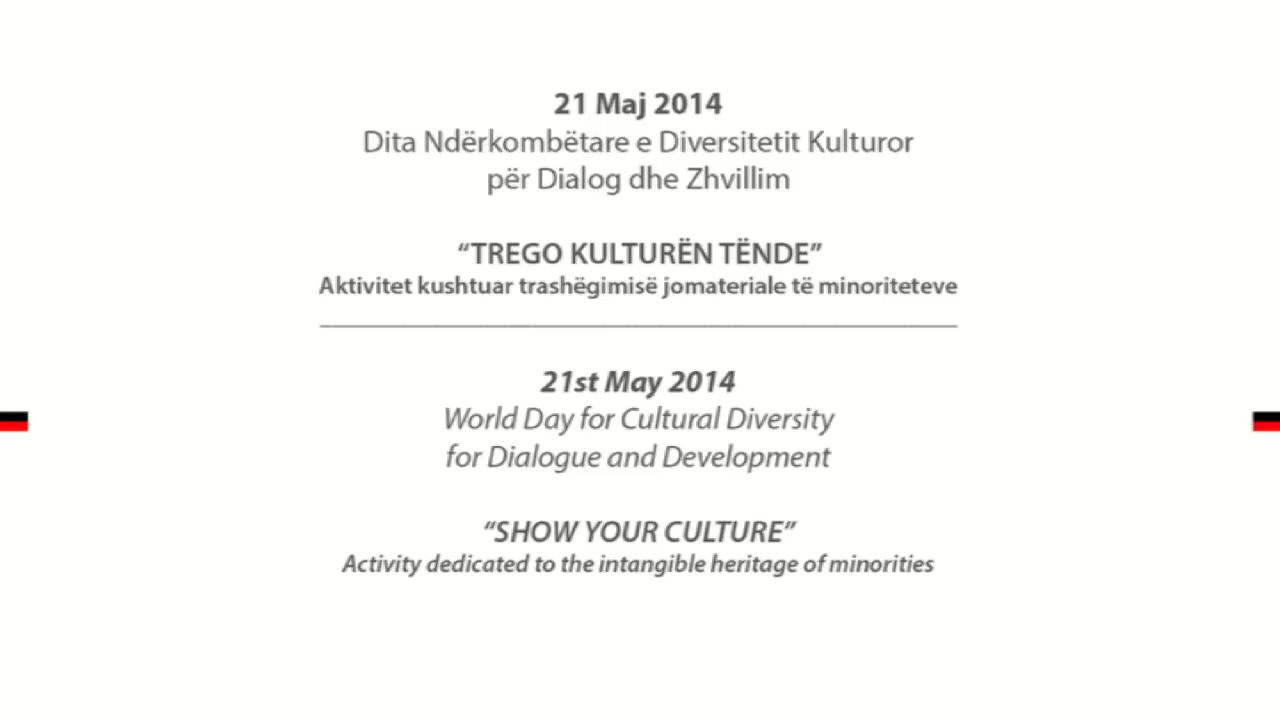 21 Maj 2014
Dita Ndërkombëtare e Diversitetit Kulturor
për Dialog dhe Zhvillim
“TREGO KULTURËN TËNDE”
Aktivitet kushtuar trashëgimisë jomateriale të minoriteteve
21st May 2014
World Day for Cultural Diversity
for Dialogue and Development
“SHOW YOUR CULTURE”
Activity dedicated to the intangible heritage of minorities